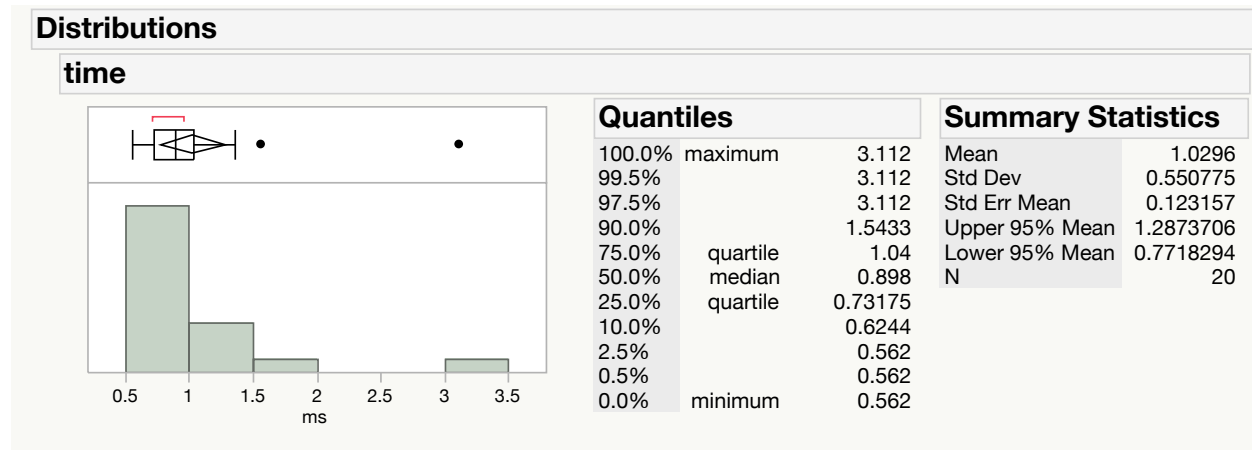 Distributions
time
0.5 1 1.5 2 2.5 3 3.5
ms
Quantiles
100.0% maximum 3.112
99.5% 3.112
97.5% 3.112
90.0% 1.5433
75.0% quartile 1.04
50.0% median 0.898
25.0% quartile 0.73175
10.0% 0.6244
2.5% 0.562
0.5% 0.562
0.0% minimum 0.562
Summary Statistics
Mean 1.0296
Std Dev 0.550775
Std Err Mean 0.123157
Upper 95% Mean 1.2873706
Lower 95% Mean 0.7718294
N 20